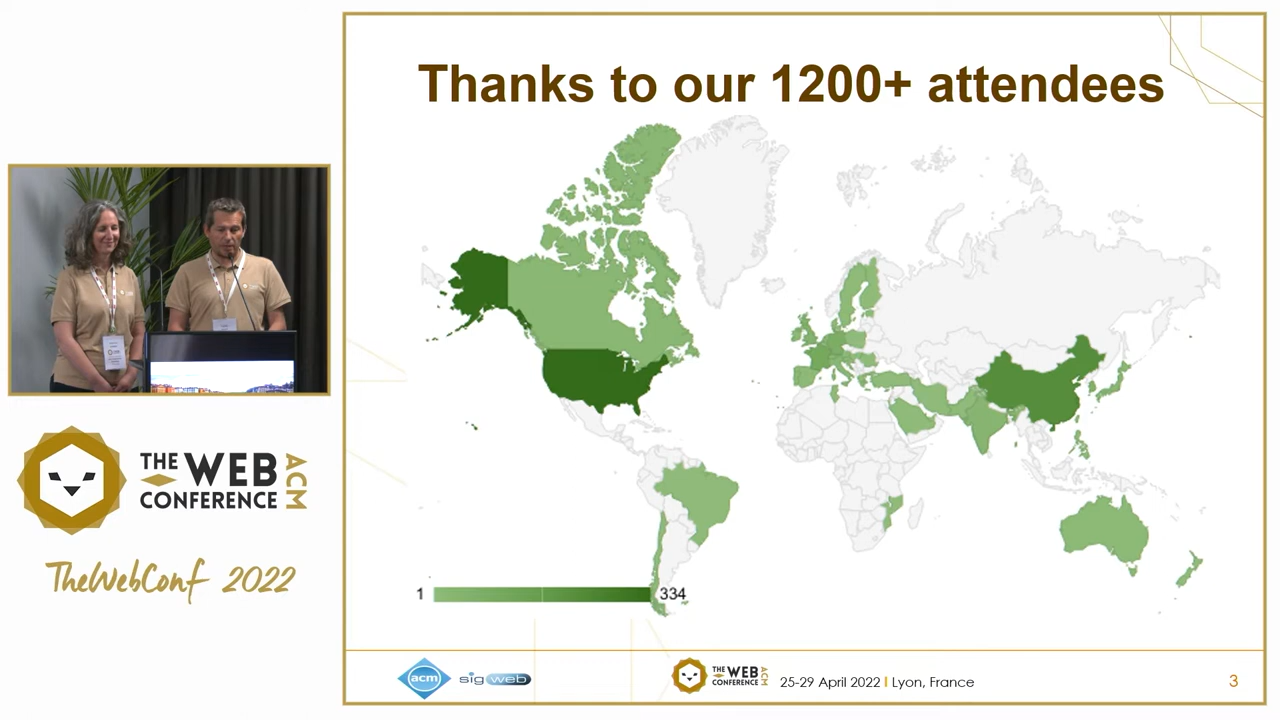 Thanks to our 1200+ attendees
1
334
THE WEB
CONFERENCE
ACM
TheWebConf 2022
acm
sigweb
THE WEB
CONFERENCE
ACM
25-29 April 2022 | Lyon, France
3